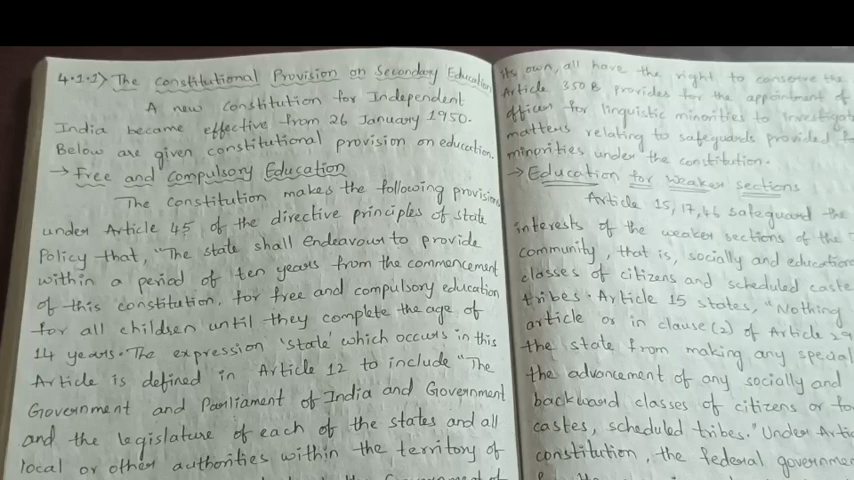 4.1.1) The Constitutional Provision on Secondary Education
A new constitution for Independent
India became effective from 26 January 1950.
Below are given constitutional provision on education.
→ Free and compulsory Education
The constitution makes the following provisions
under Article 45 of the directive principles of state
Policy that, "The state shall endeavour to provide
within a period of ten years from the commencement
of this constitution, for free and compulsory education
for all children until they complete the age of
14 years. The expression 'state' which occurs in this
Article is defined in Article 12 to include "The
Government and Parliament of India and Government
and the legislature of each of the states and all
local or other authorities within the territory of
its own, all have the right to conserve the
Article 350 B provides for the appointment of
officer for linguistic minorities to investigat
matters relating to safeguards provided f
minorities under the constitution.
→ Education for weaker sections
Article 15, 17, 46 safeguard the
interests of the weaker sections of the
community, that is, socially and education
classes of citizens and scheduled caste
tribes. Article 15 states, "Nothing
article or in clause (2) of Article 29
the state from making any special
the advancement of any socially and
backward classes of citizens or fo
castes, scheduled tribes." Under Artic
constitution, the federal governme